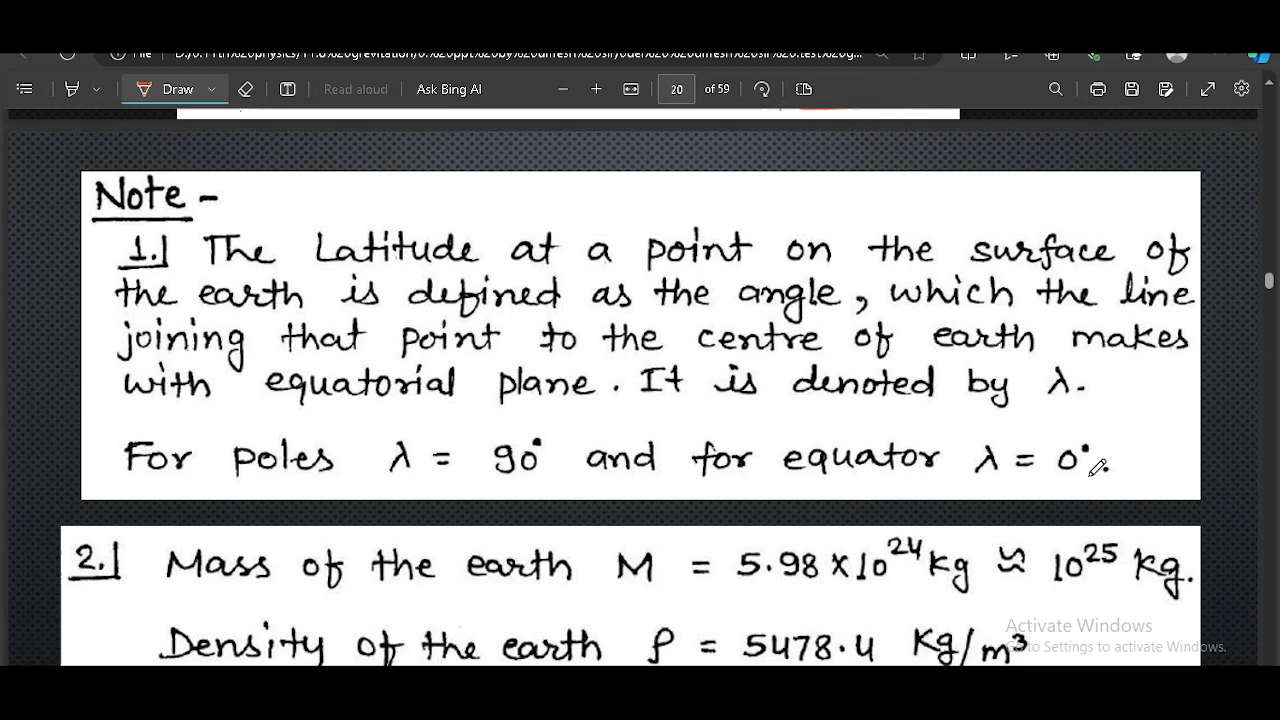 File
Draw
Read aloud
Ask Bing AI
20 of 59
Note -
1.] The Latitude at a point on the surface of
the earth is defined as the angle, which the line
joining that point to the centre of earth makes
with equatorial plane. It is denoted by λ.
For poles λ = 90° and for equator λ = 0°.
2.] Mass of the earth M = 5.98 X 10²⁴ kg ≈ 10²⁵ kg.
Density of the earth ρ = 5478.4 Kg/m³
Activate Windows
Go to Settings to activate Windows.